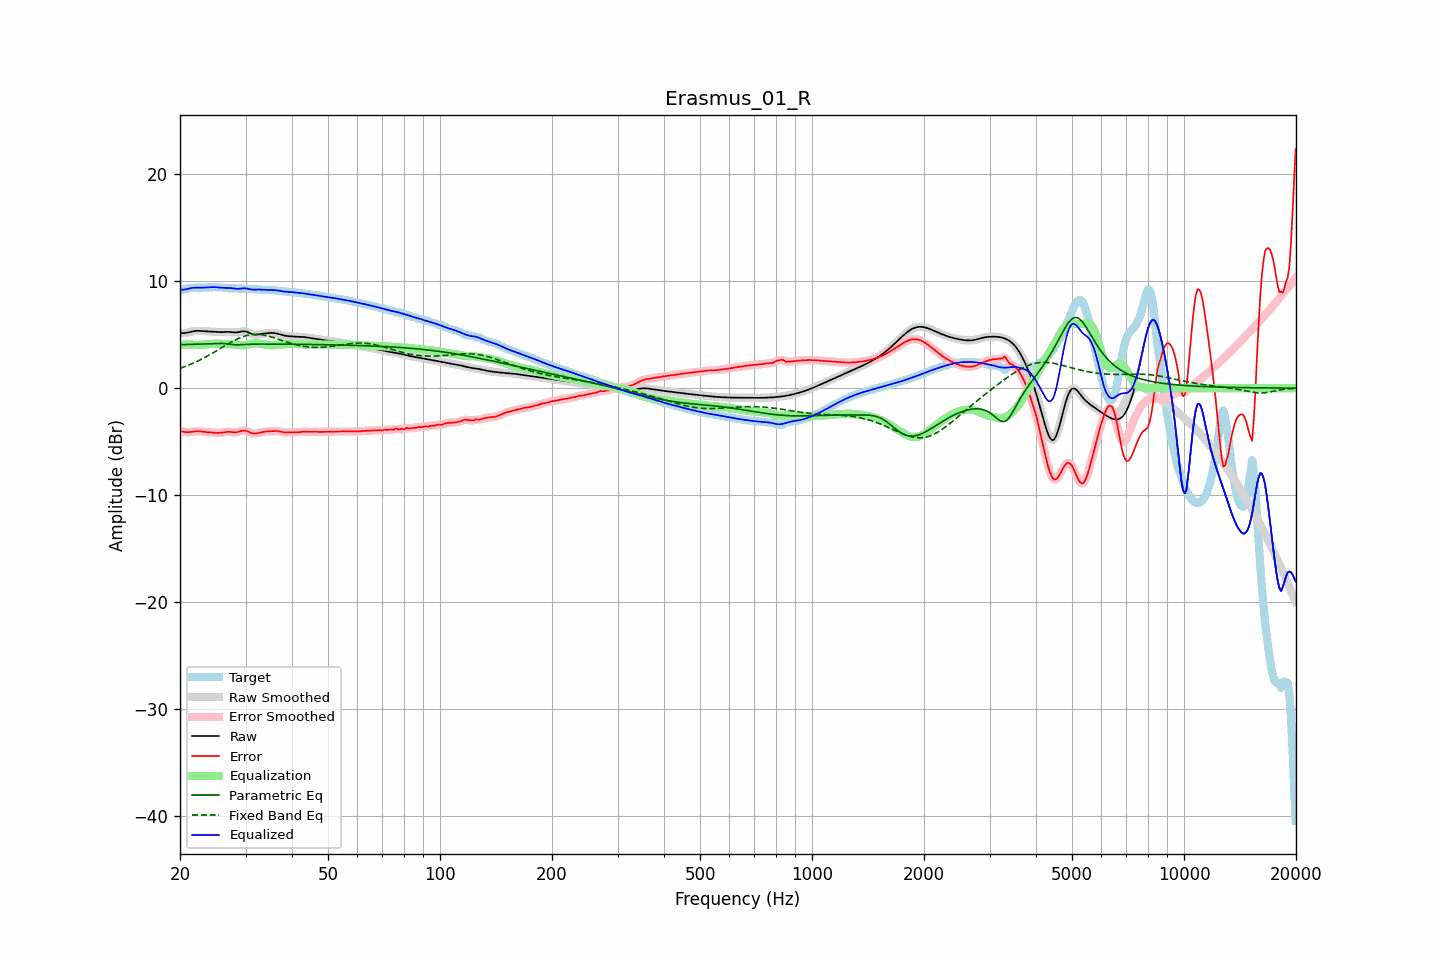 Erasmus_01_R
Amplitude (dBr)
20
10
0
−10
−20
−30
−40
Target
Raw Smoothed
Error Smoothed
Raw
Error
Equalization
Parametric Eq
Fixed Band Eq
Equalized
20 50 100 200 500 1000 2000 5000 10000 20000
Frequency (Hz)